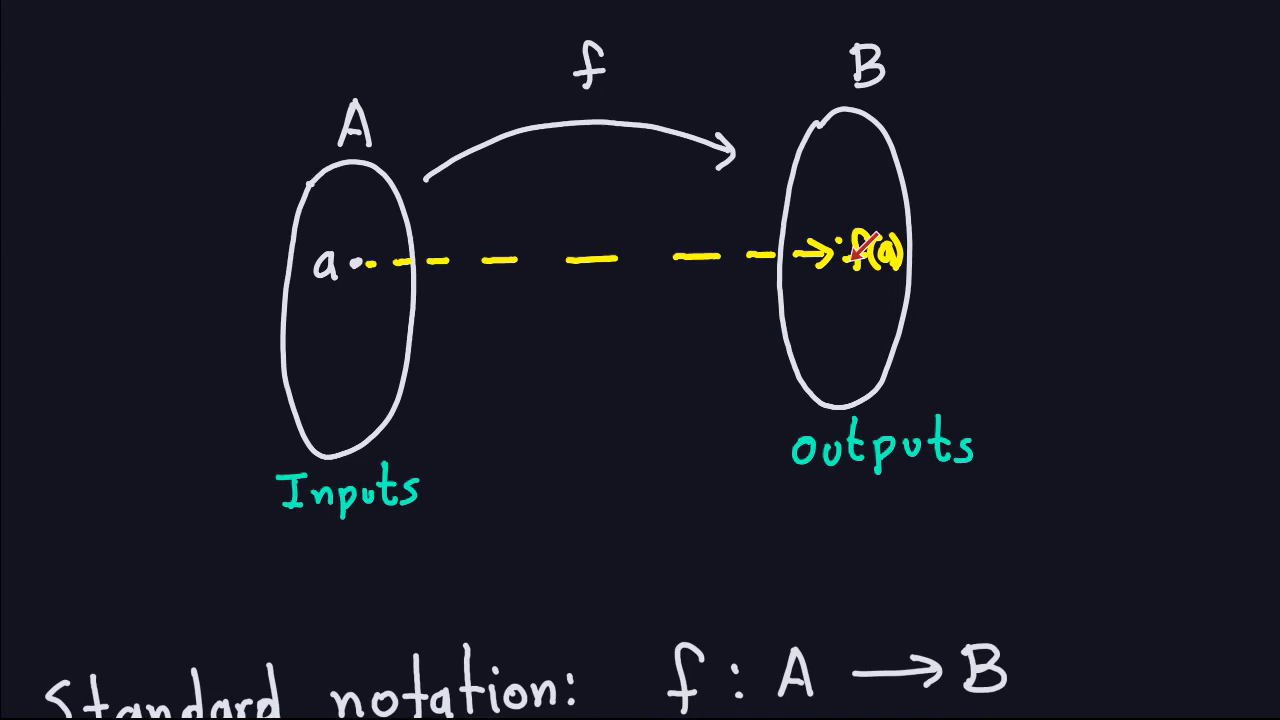 f
A
B
a
f(a)
Inputs
outputs
Standard notation: f : A → B